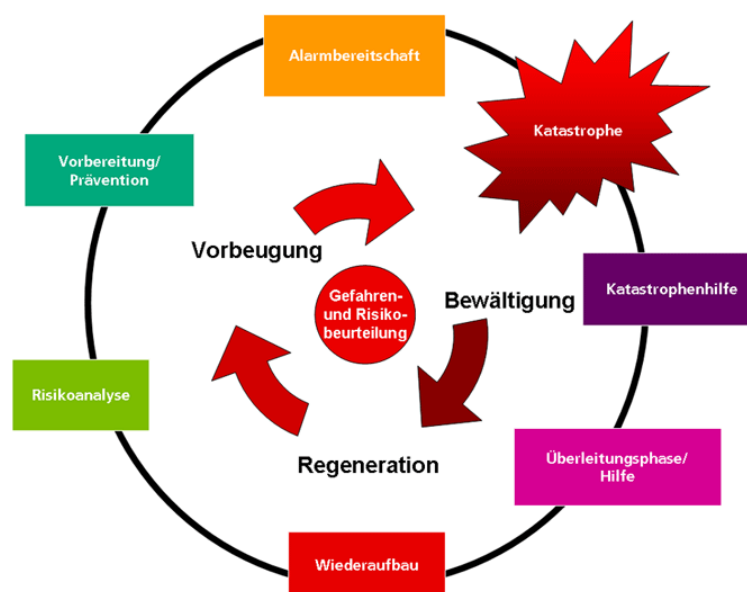 Alarmbereitschaft
Katastrophe
Vorbereitung/
Prävention
Vorbeugung
Gefahren-
und Risiko-
beurteilung
Bewältigung
Katastrophenhilfe
Risikoanalyse
Regeneration
Überleitungsphase/
Hilfe
Wiederaufbau